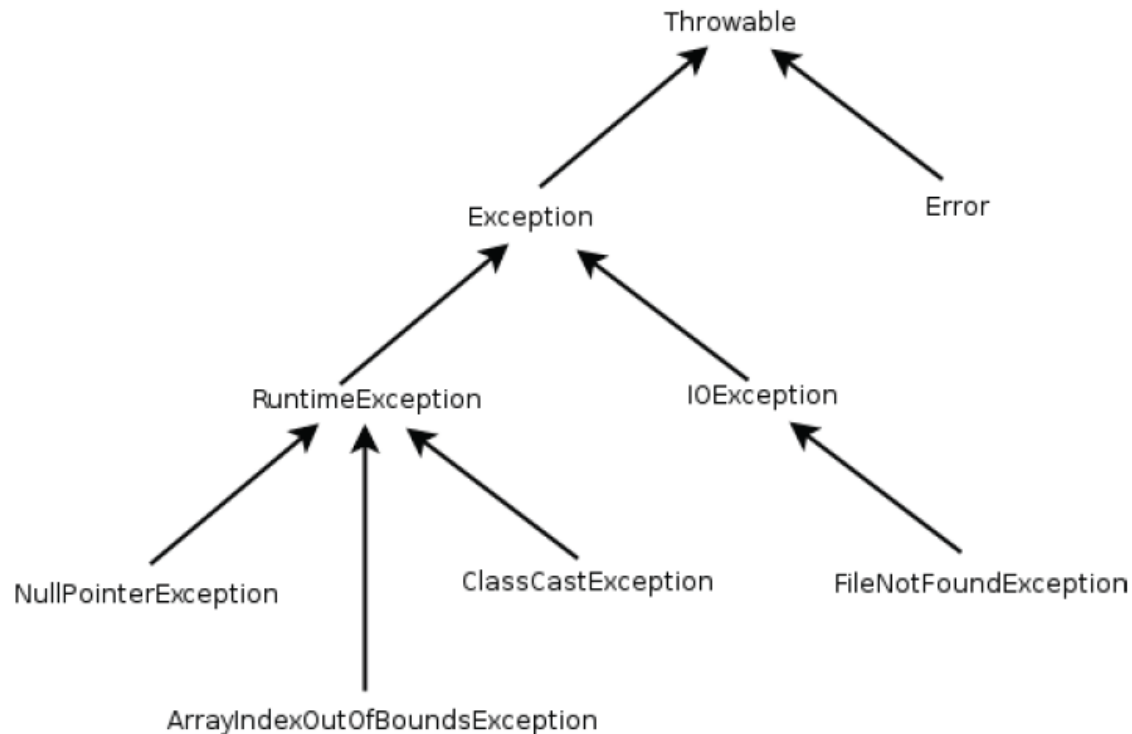 Throwable
Exception
Error
RuntimeException
IOException
NullPointerException
ClassCastException
FileNotFoundException
ArrayIndexOutOfBoundsException